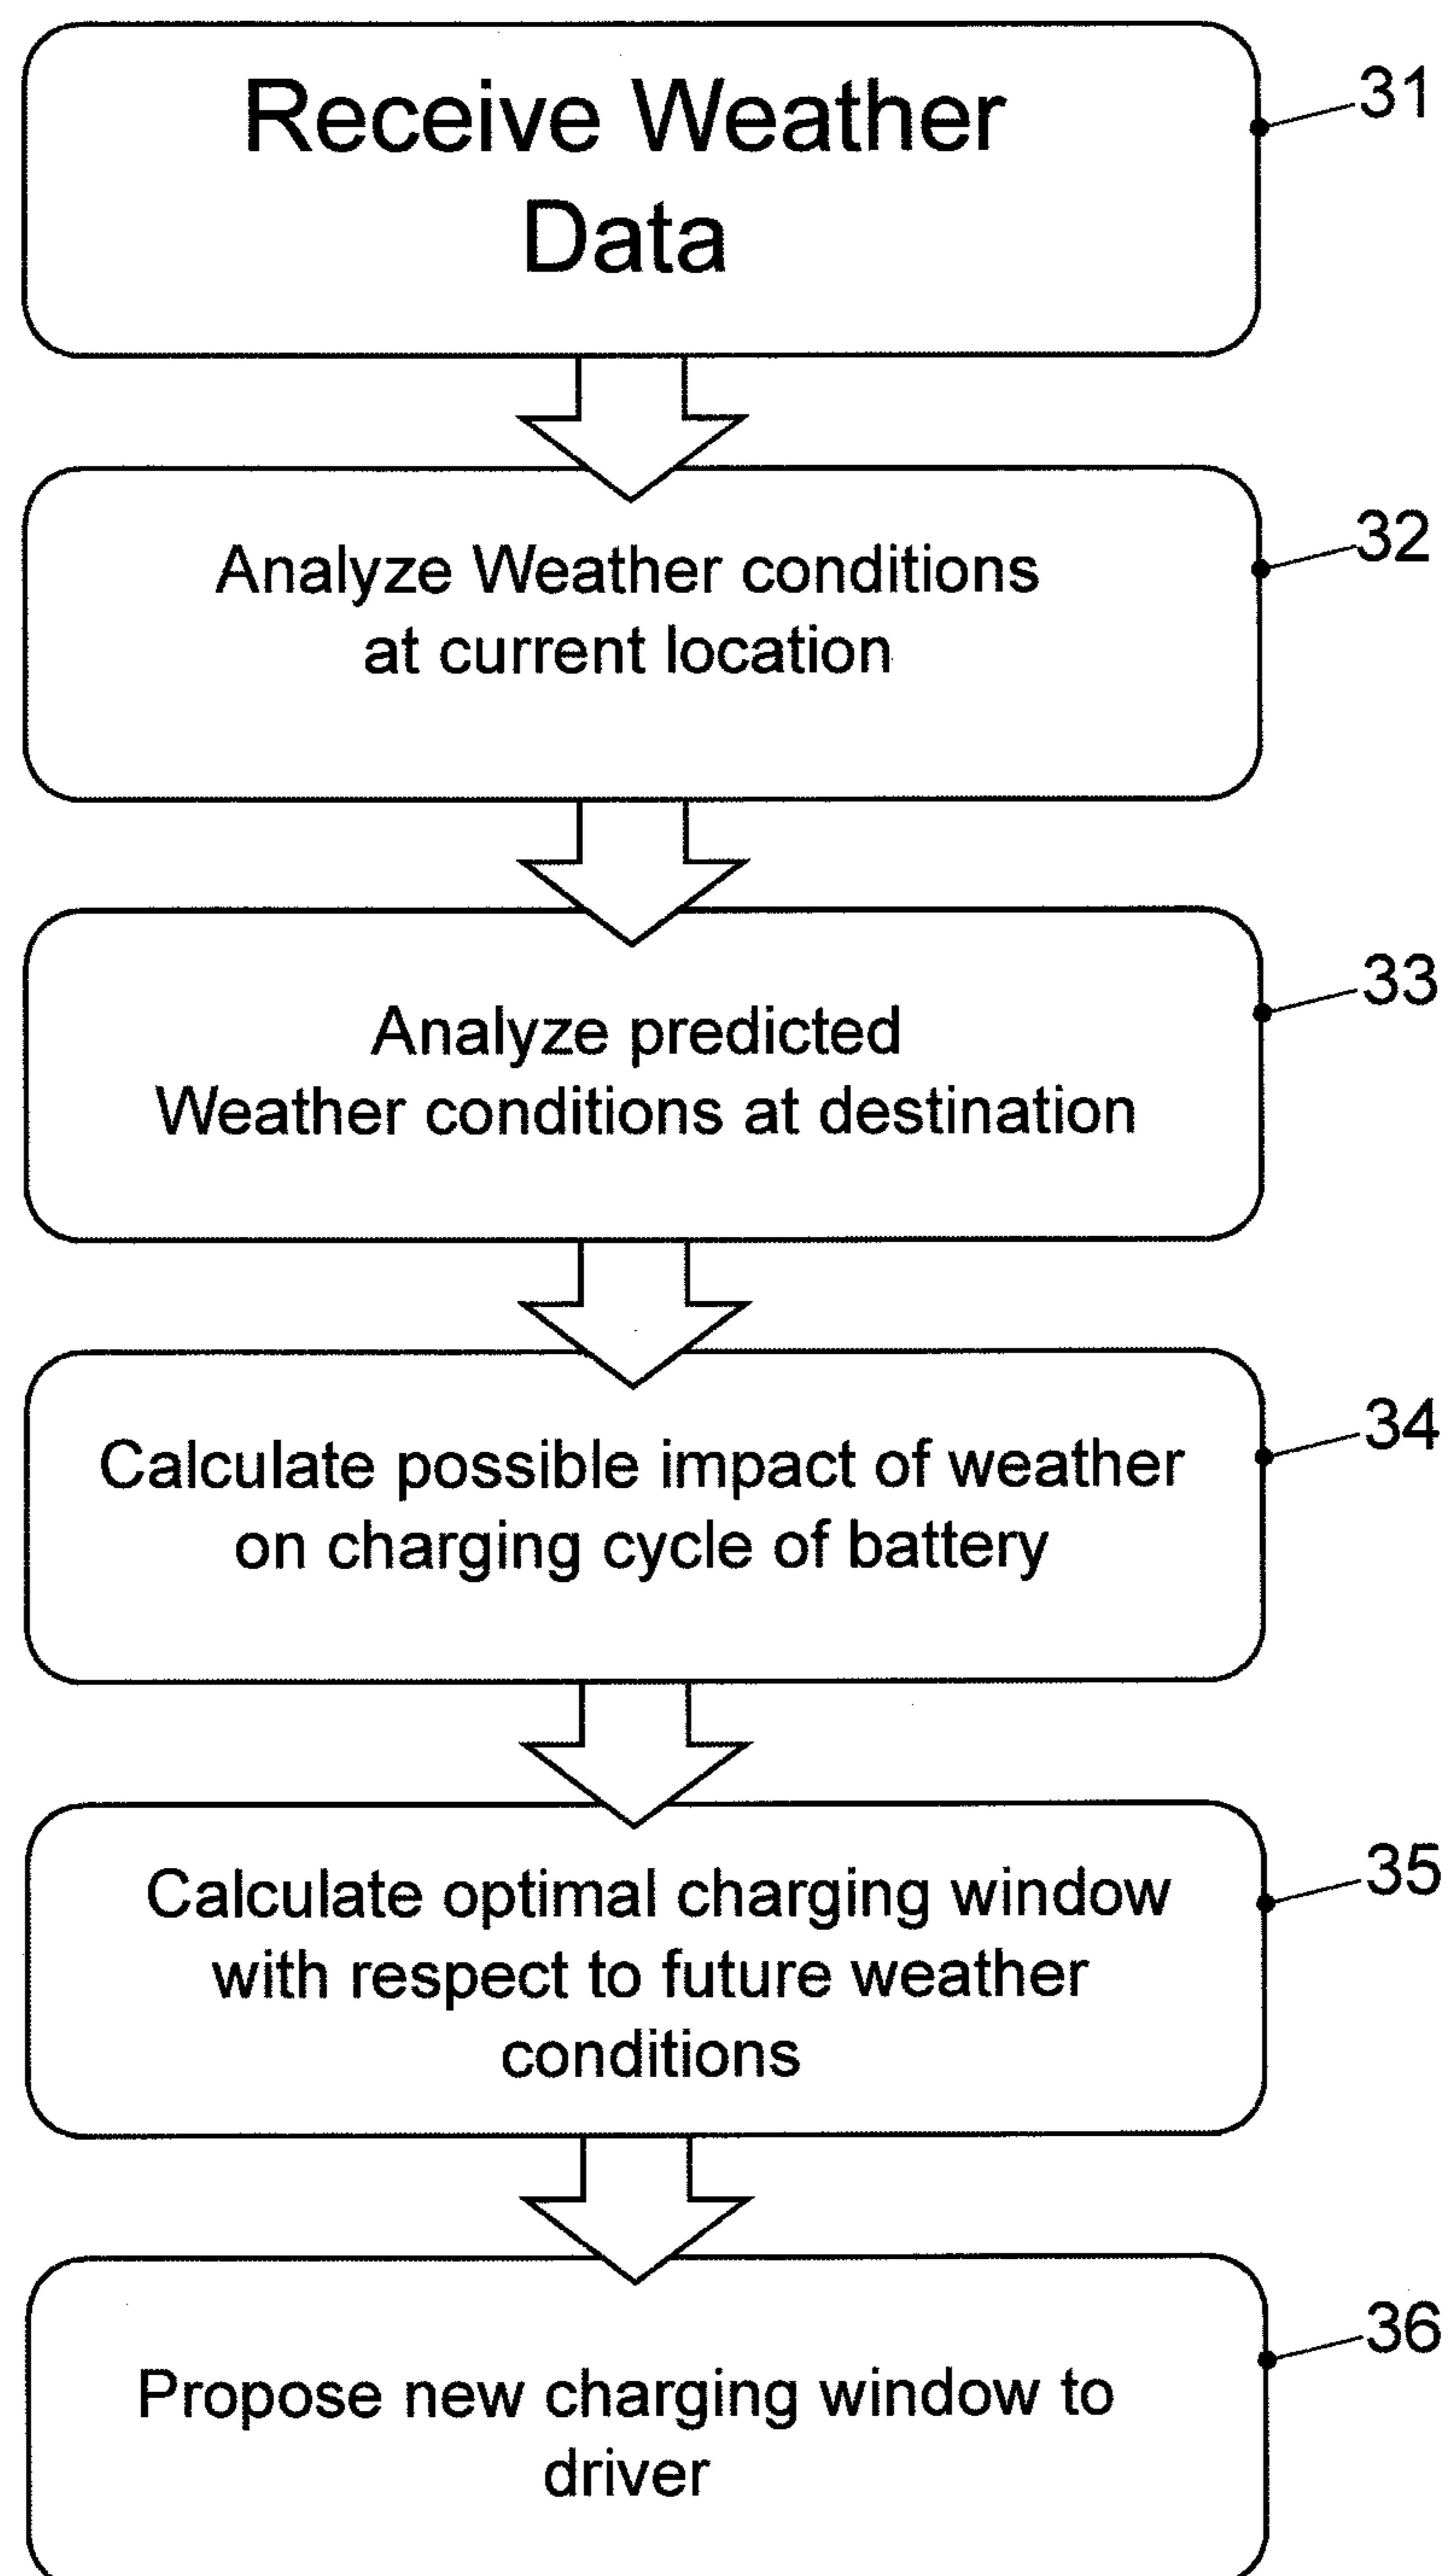 Receive Weather
Data
31
Analyze Weather conditions
at current location
32
Analyze predicted
Weather conditions at destination
33
Calculate possible impact of weather
on charging cycle of battery
34
Calculate optimal charging window
with respect to future weather
conditions
35
Propose new charging window to
driver
36